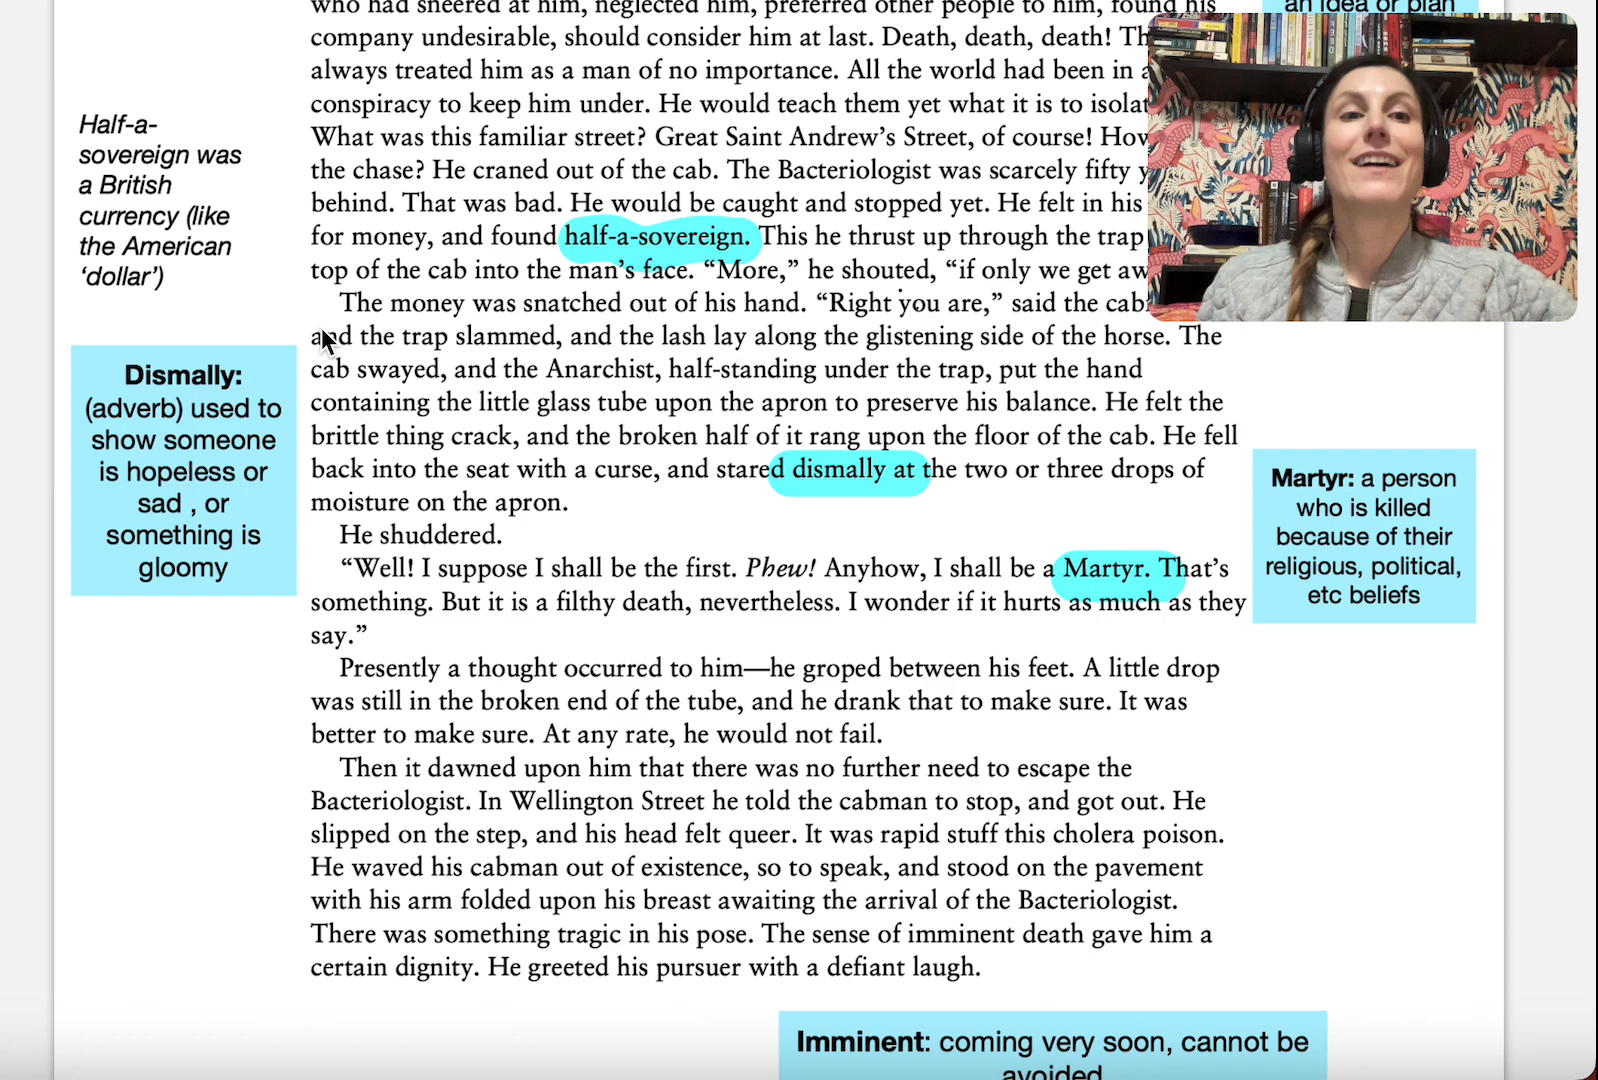 who had sneered at him, neglected him, preferred other people to him, found his
company undesirable, should consider him at last. Death, death, death!
always treated him as a man of no importance. All the world had been in a
conspiracy to keep him under. He would teach them yet what it is to
What was this familiar street? Great Saint Andrew’s Street, of course!
the chase? He craned out of the cab. The Bacteriologist was scarcely fifty
behind. That was bad. He would be caught and stopped yet. He felt in his
for money, and found half-a-sovereign. This he thrust up through the trap
top of the cab into the man’s face. “More,” he shouted, “if only we get
The money was snatched out of his hand. “Right you are,” said the
and the trap slammed, and the lash lay along the glistening side of the horse. The
cab swayed, and the Anarchist, half-standing under the trap, put the hand
containing the little glass tube upon the apron to preserve his balance. He felt the
brittle thing crack, and the broken half of it rang upon the floor of the cab. He fell
back into the seat with a curse, and stared dismally at the two or three drops of
moisture on the apron.
He shuddered.
“Well! I suppose I shall be the first. Phew! Anyhow, I shall be a Martyr. That’s
something. But it is a filthy death, nevertheless. I wonder if it hurts as much as they
say.”
Presently a thought occurred to him—he groped between his feet. A little drop
was still in the broken end of the tube, and he drank that to make sure. It was
better to make sure. At any rate, he would not fail.
Then it dawned upon him that there was no further need to escape the
Bacteriologist. In Wellington Street he told the cabman to stop, and got out. He
slipped on the step, and his head felt queer. It was rapid stuff this cholera poison.
He waved his cabman out of existence, so to speak, and stood on the pavement
with his arm folded upon his breast awaiting the arrival of the Bacteriologist.
There was something tragic in his pose. The sense of imminent death gave him a
certain dignity. He greeted his pursuer with a defiant laugh.
an idea or plan
Half-a-
sovereign was
a British
currency (like
the American
‘dollar’)
Dismally:
(adverb) used to
show someone
is hopeless or
sad , or
something is
gloomy
Martyr: a person
who is killed
because of their
religious, political,
etc beliefs
Imminent: coming very soon, cannot be
avoided